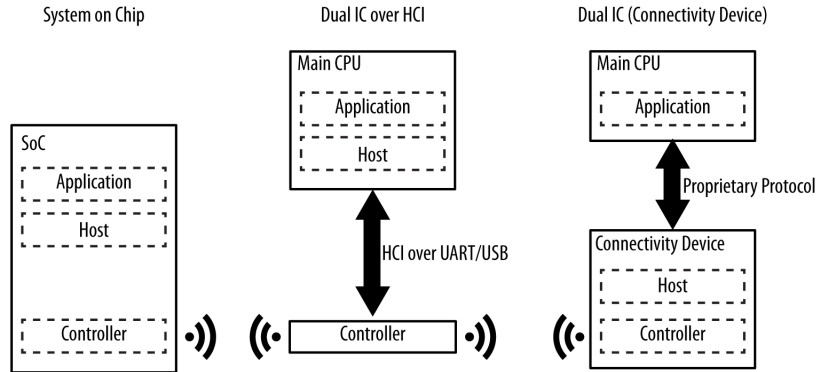 System on Chip
Dual IC over HCI
Dual IC (Connectivity Device)
SoC
Application
Host
Controller
Main CPU
Application
Host
HCI over UART/USB
Controller
Main CPU
Application
Proprietary Protocol
Connectivity Device
Host
Controller